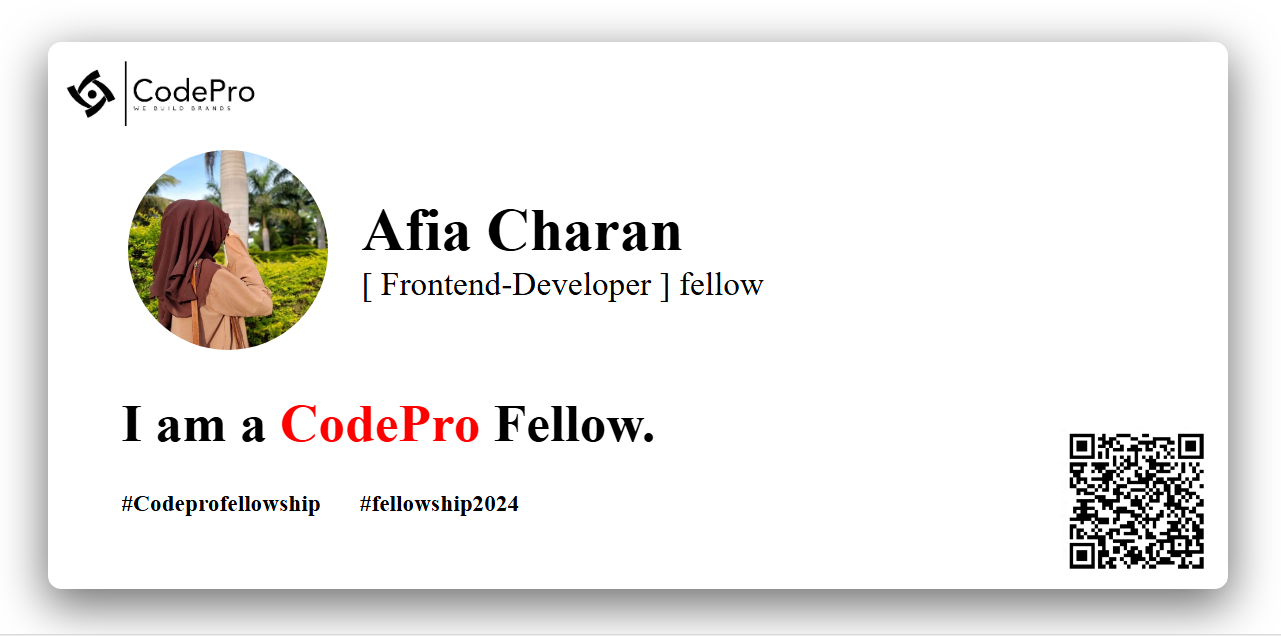 CodePro
WE BUILD BRANDS
Afia Charan
[ Frontend-Developer ] fellow
I am a CodePro Fellow.
#Codeprofellowship #fellowship2024